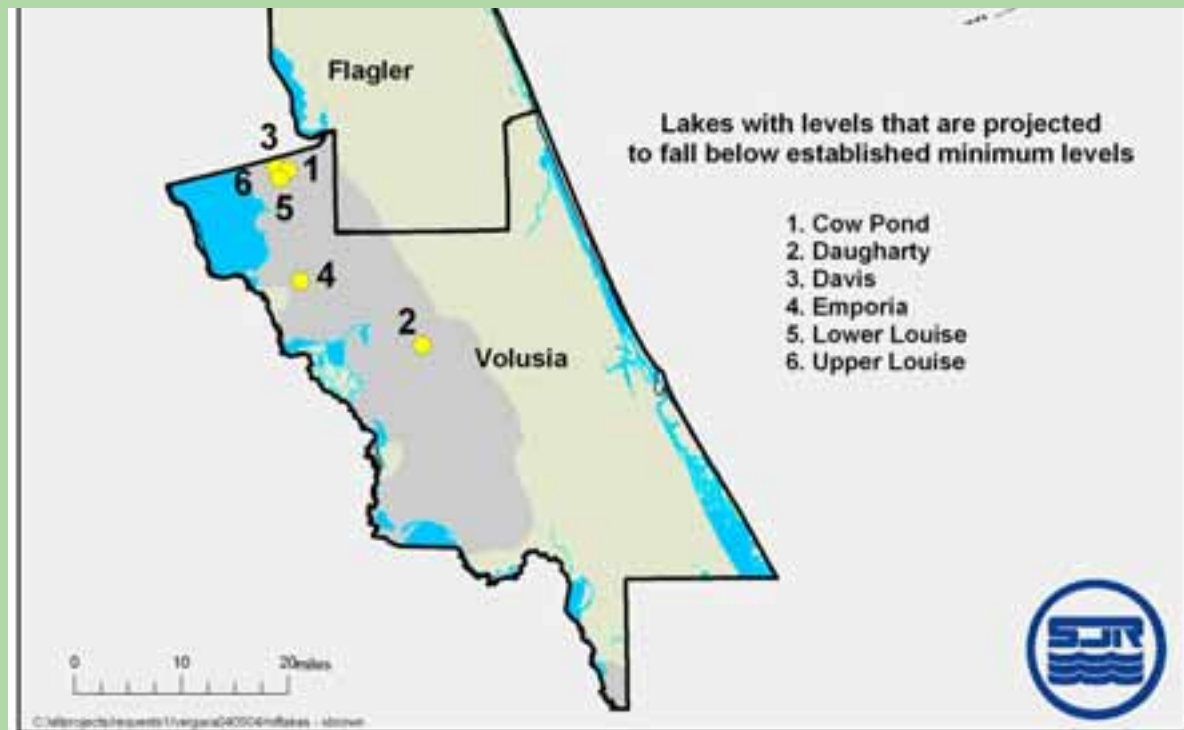 Flagler
Lakes with levels that are projected
to fall below established minimum levels
3
1
6
5
1. Cow Pond
2. Daugharty
3. Davis
4. Emporia
5. Lower Louise
6. Upper Louise
4
2
Volusia
0 10 20miles
SJR